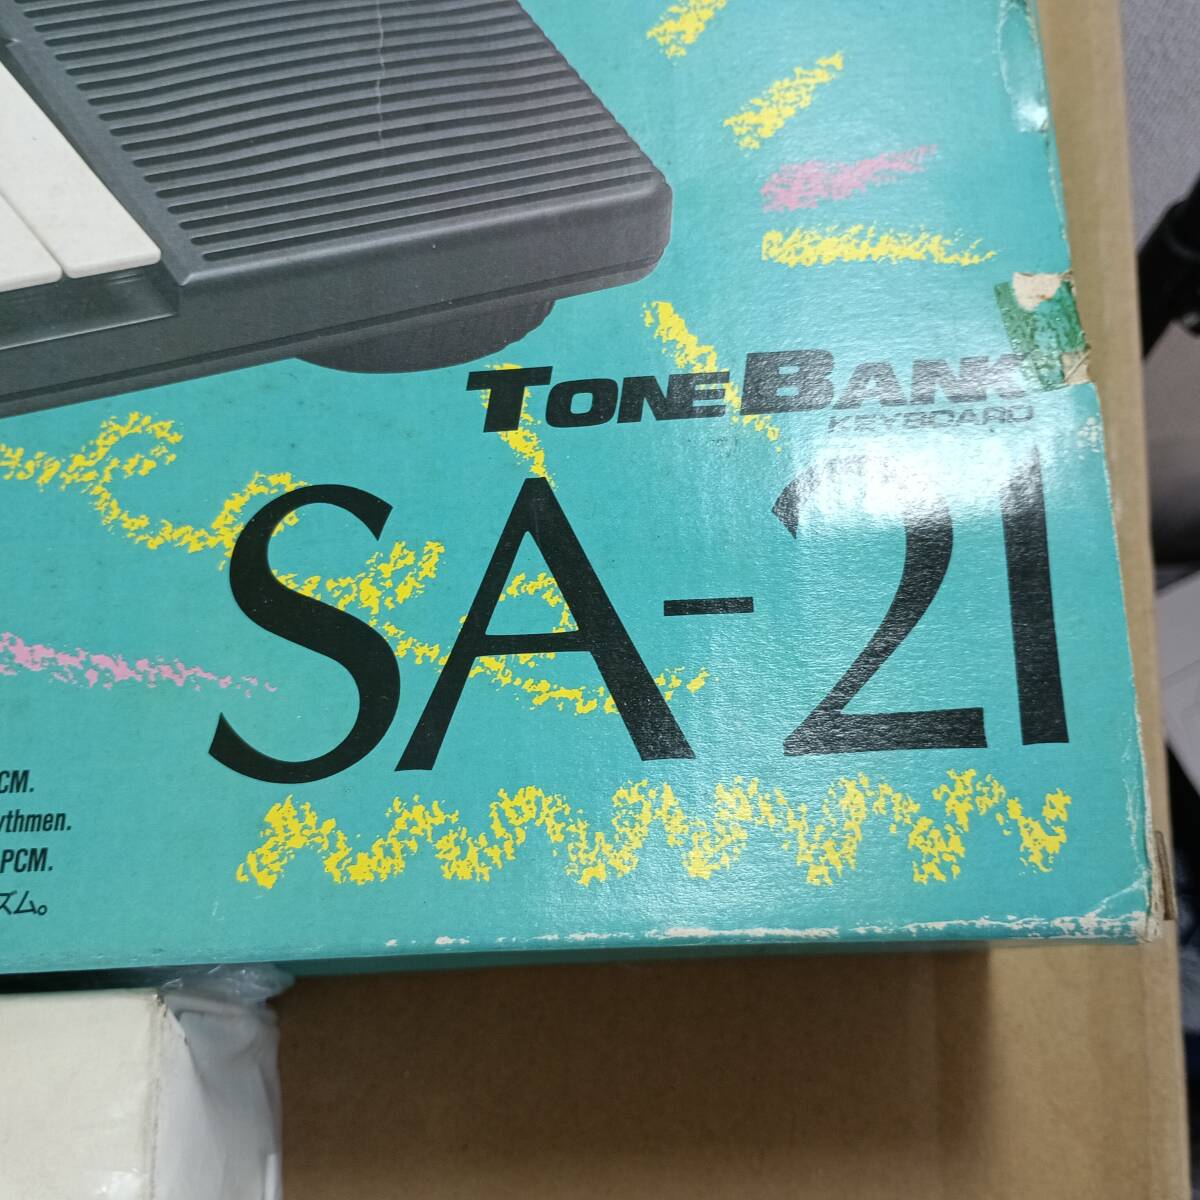 TONEBANK
KEYBOARD
SA-21
CM.
ythmen.
PCM.
ズム。